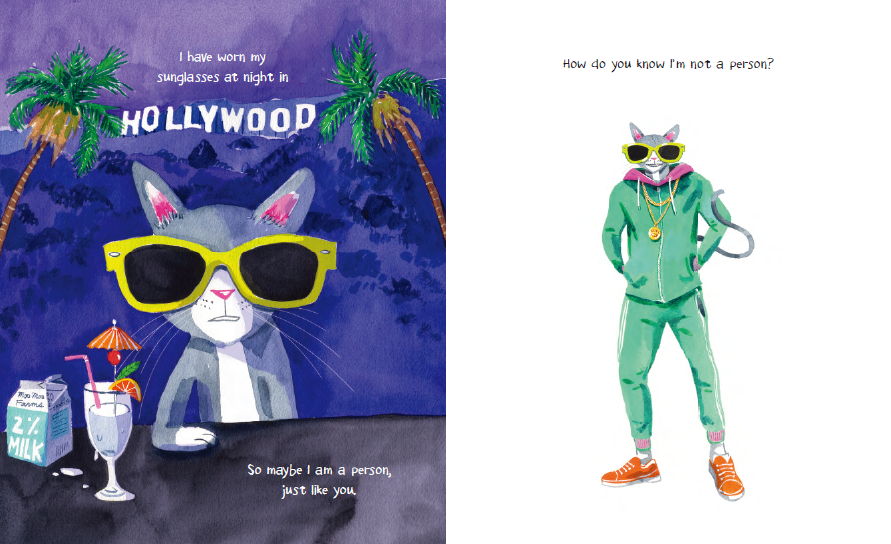 I have worn my
sunglasses at night in
HOLLYWOOD
Moo Moo
Farms
2%
MILK
So maybe I am a person,
just like you.
How do you know I'm not a person?